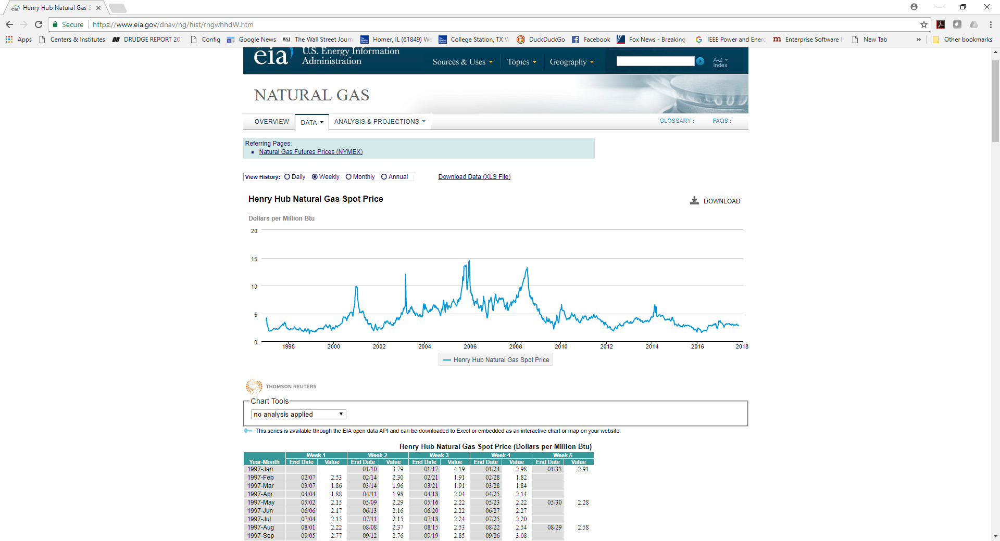 eia Henry Hub Natural Gas S
Secure https://www.eia.gov/dnav/ng/hist/rngwhhdW.htm
Apps Centers & Institutes DRUDGE REPORT 201 Config Google News WSJ The Wall Street Journ Homer, IL (61849) We College Station, TX W DuckDuckGo Facebook Fox News - Breaking IEEE Power and Energ Enterprise Software In New Tab » Other bookmarks
eia U.S. Energy Information
Administration
Sources & Uses Topics Geography A-Z
Index
NATURAL GAS
OVERVIEW DATA ANALYSIS & PROJECTIONS GLOSSARY › FAQS ›
Referring Pages:
Natural Gas Futures Prices (NYMEX)
View History: Daily Weekly Monthly Annual Download Data (XLS File)
Henry Hub Natural Gas Spot Price DOWNLOAD
Dollars per Million Btu
20
15
10
5
0
1998 2000 2002 2004 2006 2008 2010 2012 2014 2016 2018
Henry Hub Natural Gas Spot Price
THOMSON REUTERS
Chart Tools
no analysis applied
This series is available through the EIA open data API and can be downloaded to Excel or embedded as an interactive chart or map on your website.
Henry Hub Natural Gas Spot Price (Dollars per Million Btu)
Week 1 Week 2 Week 3 Week 4 Week 5
Year-Month End Date Value End Date Value End Date Value End Date Value End Date Value
1997-Jan 01/10 3.79 01/17 4.19 01/24 2.98 01/31 2.91
1997-Feb 02/07 2.53 02/14 2.30 02/21 1.91 02/28 1.82
1997-Mar 03/07 1.86 03/14 1.96 03/21 1.91 03/28 1.84
1997-Apr 04/04 1.88 04/11 1.98 04/18 2.04 04/25 2.14
1997-May 05/02 2.15 05/09 2.29 05/16 2.22 05/23 2.22 05/30 2.28
1997-Jun 06/06 2.17 06/13 2.16 06/20 2.22 06/27 2.27
1997-Jul 07/04 2.15 07/11 2.15 07/18 2.24 07/25 2.20
1997-Aug 08/01 2.22 08/08 2.37 08/15 2.53 08/22 2.54 08/29 2.58
1997-Sep 09/05 2.77 09/12 2.76 09/19 2.85 09/26 3.08